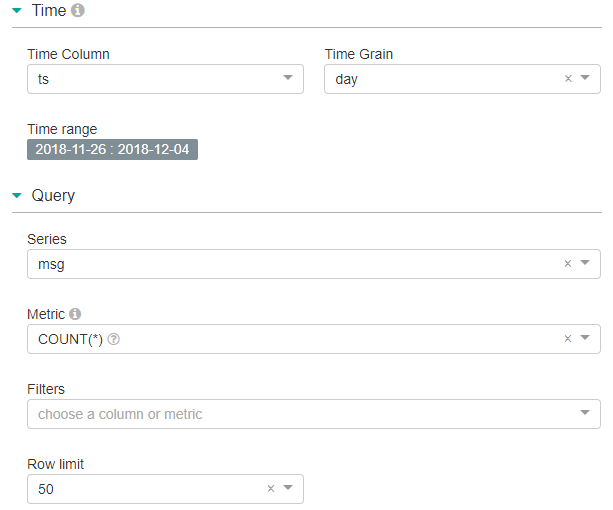 Time
Time Column
Time Grain
ts
day
Time range
2018-11-26 : 2018-12-04
Query
Series
msg
Metric
COUNT(*)
Filters
choose a column or metric
Row limit
50